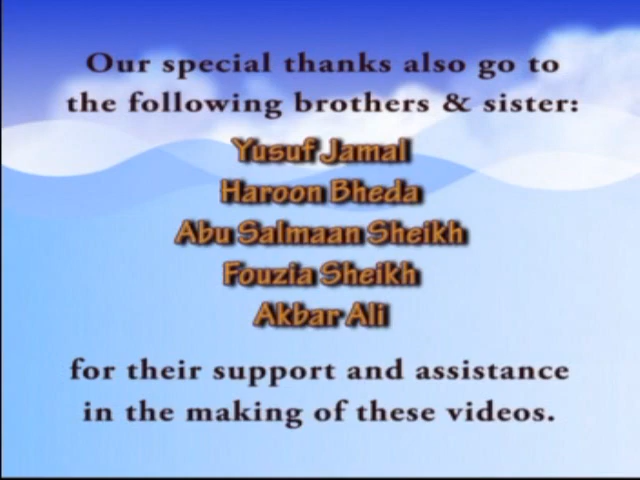 Our special thanks also go to
the following brothers & sister:
Yusuf Jamal
Haroon Bheda
Abu Salmaan Sheikh
Fouzia Sheikh
Akbar Ali
for their support and assistance
in the making of these videos.